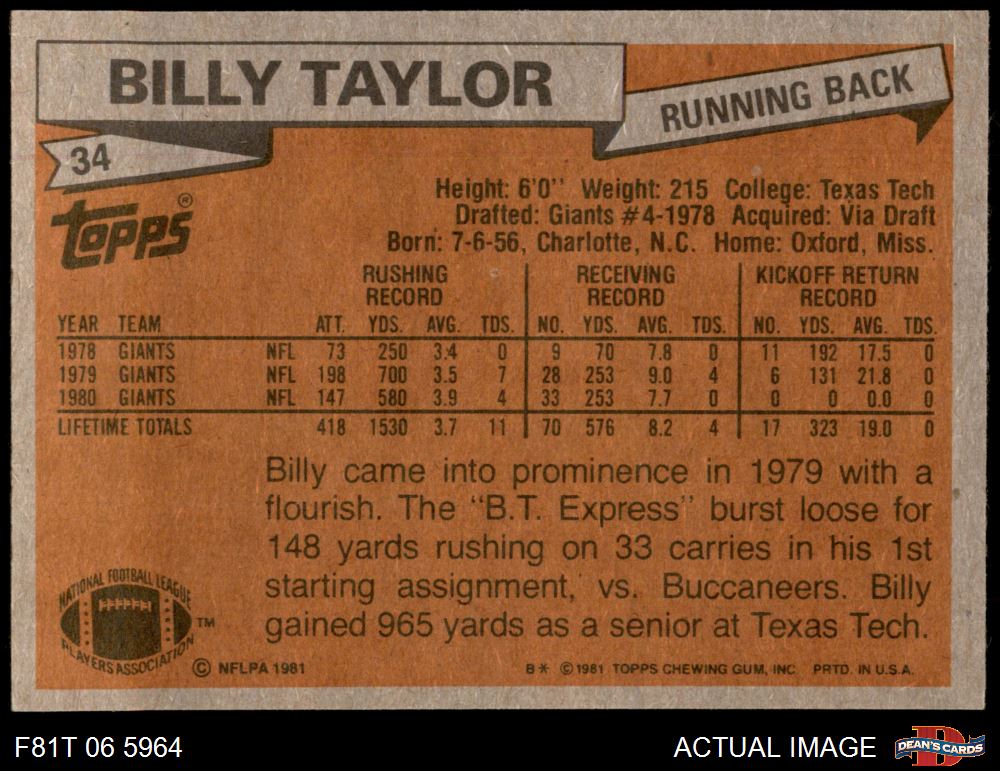 BILLY TAYLOR
RUNNING BACK
34
TOPPS®
Height: 6'0" Weight: 215 College: Texas Tech
Drafted: Giants #4-1978 Acquired: Via Draft
Born: 7-6-56, Charlotte, N.C. Home: Oxford, Miss.
RUSHING RECORD RECEIVING RECORD KICKOFF RETURN RECORD
YEAR TEAM ATT. YDS. AVG. TDS. NO. YDS. AVG. TDS. NO. YDS. AVG. TDS.
1978 GIANTS NFL 73 250 3.4 0 9 70 7.8 0 11 192 17.5 0
1979 GIANTS NFL 198 700 3.5 7 28 253 9.0 4 6 131 21.8 0
1980 GIANTS NFL 147 580 3.9 4 33 253 7.7 0 0 0 0.0 0
LIFETIME TOTALS 418 1530 3.7 11 70 576 8.2 4 17 323 19.0 0
Billy came into prominence in 1979 with a
flourish. The "B.T. Express" burst loose for
148 yards rushing on 33 carries in his 1st
starting assignment, vs. Buccaneers. Billy
gained 965 yards as a senior at Texas Tech.
NATIONAL FOOTBALL LEAGUE
PLAYERS ASSOCIATION
TM
© NFLPA 1981
B* © 1981 TOPPS CHEWING GUM, INC. PRTD. IN U.S.A.
F81T 06 5964
ACTUAL IMAGE
D
DEAN'S CARDS